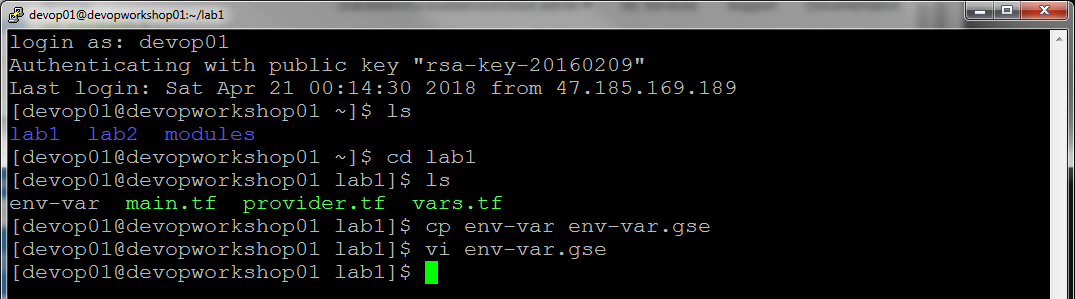 devop01@devopworkshop01:~/lab1
login as: devop01
Authenticating with public key "rsa-key-20160209"
Last login: Sat Apr 21 00:14:30 2018 from 47.185.169.189
[devop01@devopworkshop01 ~]$ ls
lab1  lab2  modules
[devop01@devopworkshop01 ~]$ cd lab1
[devop01@devopworkshop01 lab1]$ ls
env-var  main.tf  provider.tf  vars.tf
[devop01@devopworkshop01 lab1]$ cp env-var env-var.gse
[devop01@devopworkshop01 lab1]$ vi env-var.gse
[devop01@devopworkshop01 lab1]$